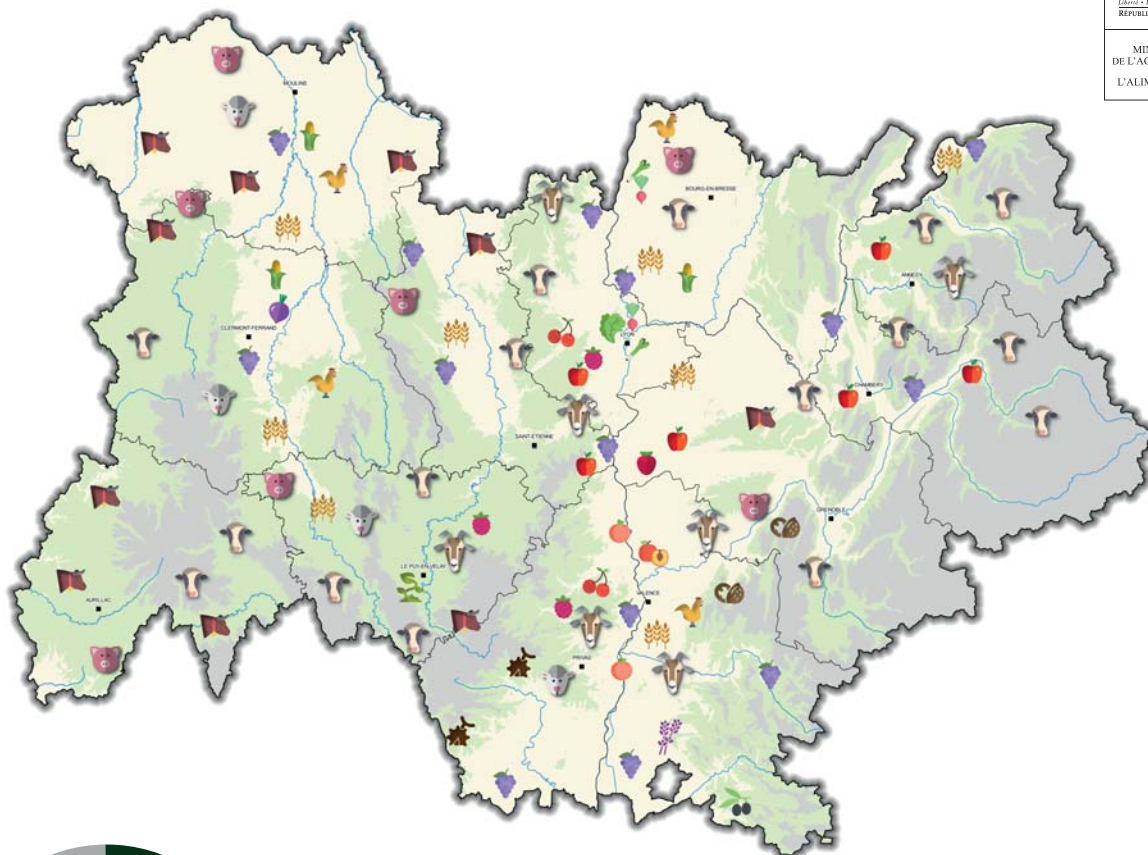 Liberté •
RÉPUBLI
MIN
DE L'AG
L'ALIM
MOULINS
BOURG-EN-BRESSE
ANNECY
CLERMONT-FERRAND
LYON
CHAMBERY
SAINT-ETIENNE
GRENOBLE
LE PUY-EN-VELAY
AURILLAC
VALENCE
PRIVAS